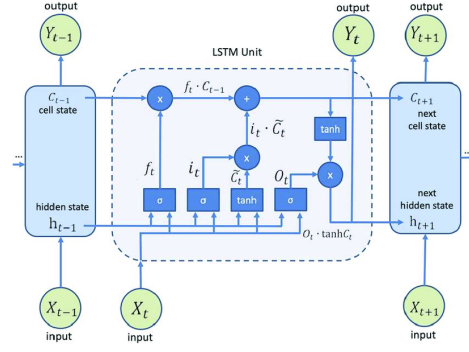 output
output
output
Y_{t-1}
Y_t
Y_{t+1}
LSTM Unit
C_{t-1}
cell state
x
f_t · C_{t-1}
+
C_{t+1}
next
cell state
i_t · C̃_t
tanh
...
f_t
i_t
x
C̃_t
O_t
x
...
σ
σ
tanh
σ
hidden state
h_{t-1}
next
hidden state
h_{t+1}
O_t · tanhC_t
X_{t-1}
X_t
X_{t+1}
input
input
input